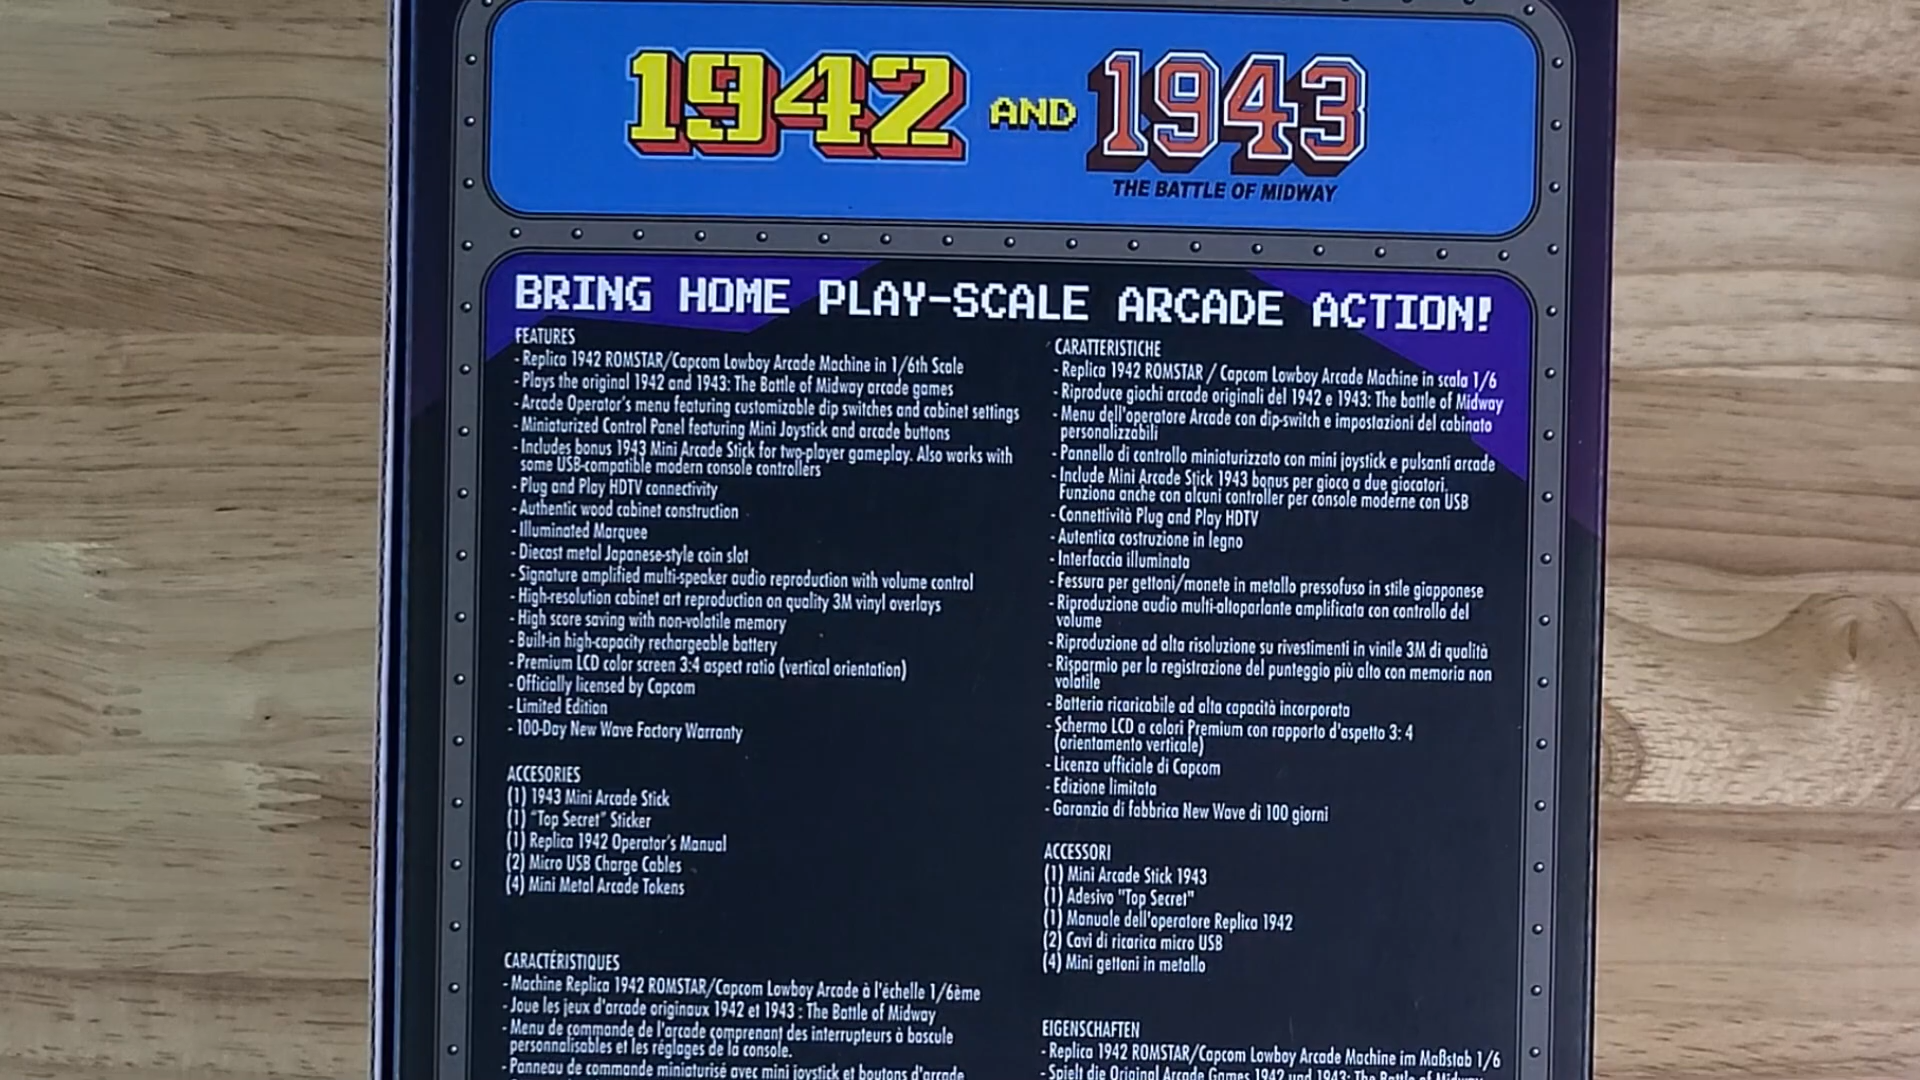 1942 AND 1943
THE BATTLE OF MIDWAY
BRING HOME PLAY-SCALE ARCADE ACTION!
FEATURES
- Replica 1942 ROMSTAR/Capcom Lowboy Arcade Machine in 1/6th Scale
- Plays the original 1942 and 1943: The Battle of Midway arcade games
- Arcade Operator's menu featuring customizable dip switches and cabinet settings
- Miniaturized Control Panel featuring Mini Joystick and arcade buttons
- Includes bonus 1943 Mini Arcade Stick for two-player gameplay. Also works with
some USB-compatible modern console controllers
- Plug and Play HDTV connectivity
- Authentic wood cabinet construction
- Illuminated Marquee
- Diecast metal Japanese-style coin slot
- Signature amplified multi-speaker audio reproduction with volume control
- High-resolution cabinet art reproduction on quality 3M vinyl overlays
- High score saving with non-volatile memory
- Built-in high-capacity rechargeable battery
- Premium LCD color screen 3:4 aspect ratio (vertical orientation)
- Officially licensed by Capcom
- Limited Edition
- 100-Day New Wave Factory Warranty
ACCESORIES
(1) 1943 Mini Arcade Stick
(1) "Top Secret" Sticker
(1) Replica 1942 Operator's Manual
(2) Micro USB Charge Cables
(4) Mini Metal Arcade Tokens
CARACTÉRISTIQUES
- Machine Replica 1942 ROMSTAR/Capcom Lowboy Arcade à l'échelle 1/6ème
- Joue les jeux d'arcade originaux 1942 et 1943 : The Battle of Midway
- Menu de commande de l'arcade comprenant des interrupteurs à bascule
personnalisables et les réglages de la console.
- Panneau de commande miniaturisé avec mini joystick et boutons d'arcade
CARATTERISTICHE
- Replica 1942 ROMSTAR / Capcom Lowboy Arcade Machine in scala 1/6
- Riproduce giochi arcade originali del 1942 e 1943: The battle of Midway
- Menu dell'operatore Arcade con dip-switch e impostazioni del cabinato
personalizzabili
- Pannello di controllo miniaturizzato con mini joystick e pulsanti arcade
- Include Mini Arcade Stick 1943 bonus per gioco a due giocatori.
Funziona anche con alcuni controller per console moderne con USB
- Connettività Plug and Play HDTV
- Autentica costruzione in legno
- Interfaccia illuminata
- Fessura per gettoni/monete in metallo pressofuso in stile giapponese
- Riproduzione audio multi-altoparlante amplificata con controllo del
volume
- Riproduzione ad alta risoluzione su rivestimenti in vinile 3M di qualità
- Risparmio per la registrazione del punteggio più alto con memoria non
volatile
- Batteria ricaricabile ad alta capacità incorporata
- Schermo LCD a colori Premium con rapporto d'aspetto 3: 4
(orientamento verticale)
- Licenza ufficiale di Capcom
- Edizione limitata
- Garanzia di fabbrica New Wave di 100 giorni
ACCESSORI
(1) Mini Arcade Stick 1943
(1) Adesivo "Top Secret"
(1) Manuale dell'operatore Replica 1942
(2) Cavi di ricarica micro USB
(4) Mini gettoni in metallo
EIGENSCHAFTEN
- Replica 1942 ROMSTAR/Capcom Lowboy Arcade Machine im Maßstab 1/6
- Spielt die Original Arcade Games 1942 und 1943: The Battle of Midway